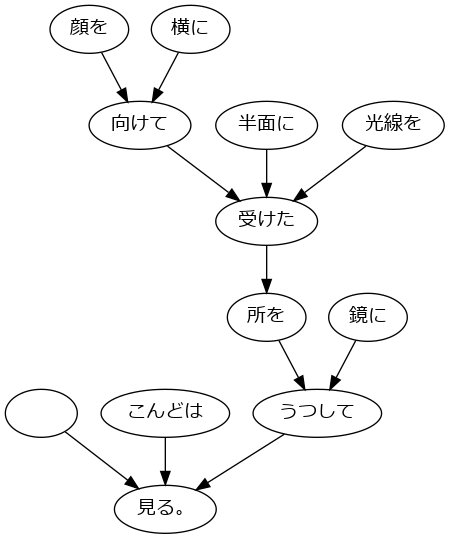 顔を 横に
向けて 半面に 光線を
受けた
所を 鏡に
こんどは うつして
見る。